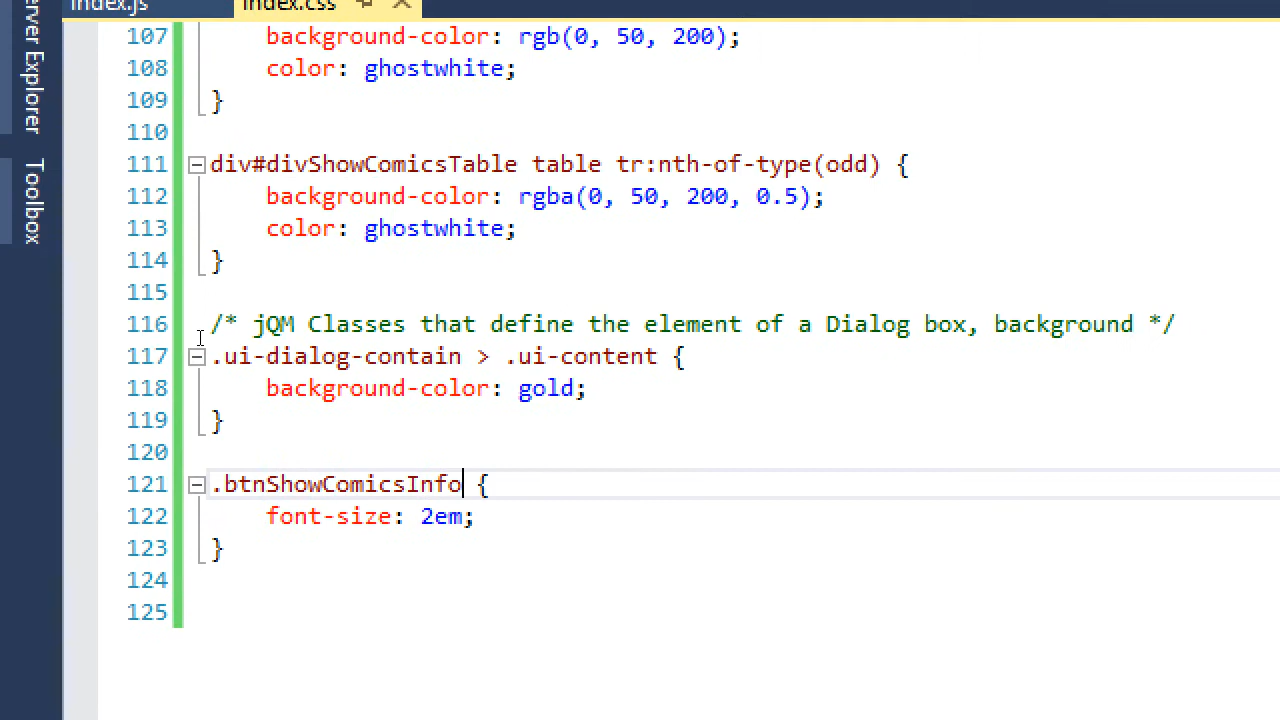 index.js
index.css
Server Explorer
Toolbox
107 background-color: rgb(0, 50, 200);
108 color: ghostwhite;
109 }
110
111 div#divShowComicsTable table tr:nth-of-type(odd) {
112 background-color: rgba(0, 50, 200, 0.5);
113 color: ghostwhite;
114 }
115
116 /* jQM Classes that define the element of a Dialog box, background */
117 .ui-dialog-contain > .ui-content {
118 background-color: gold;
119 }
120
121 .btnShowComicsInfo {
122 font-size: 2em;
123 }
124
125